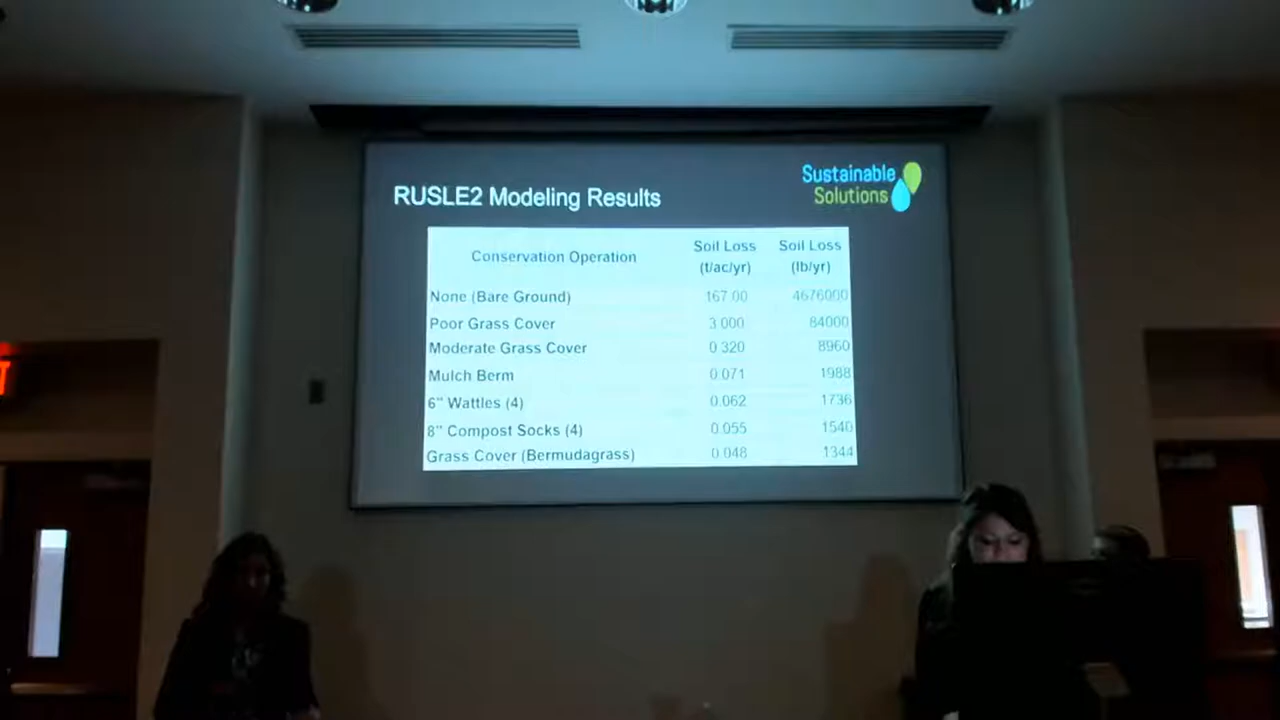 Sustainable
Solutions
RUSLE2 Modeling Results
Conservation Operation Soil Loss (t/ac/yr) Soil Loss (lb/yr)
None (Bare Ground) 167.00 4676000
Poor Grass Cover 3.000 84000
Moderate Grass Cover 0.320 8960
Mulch Berm 0.071 1988
6" Wattles (4) 0.062 1736
8" Compost Socks (4) 0.055 1540
Grass Cover (Bermudagrass) 0.048 1344